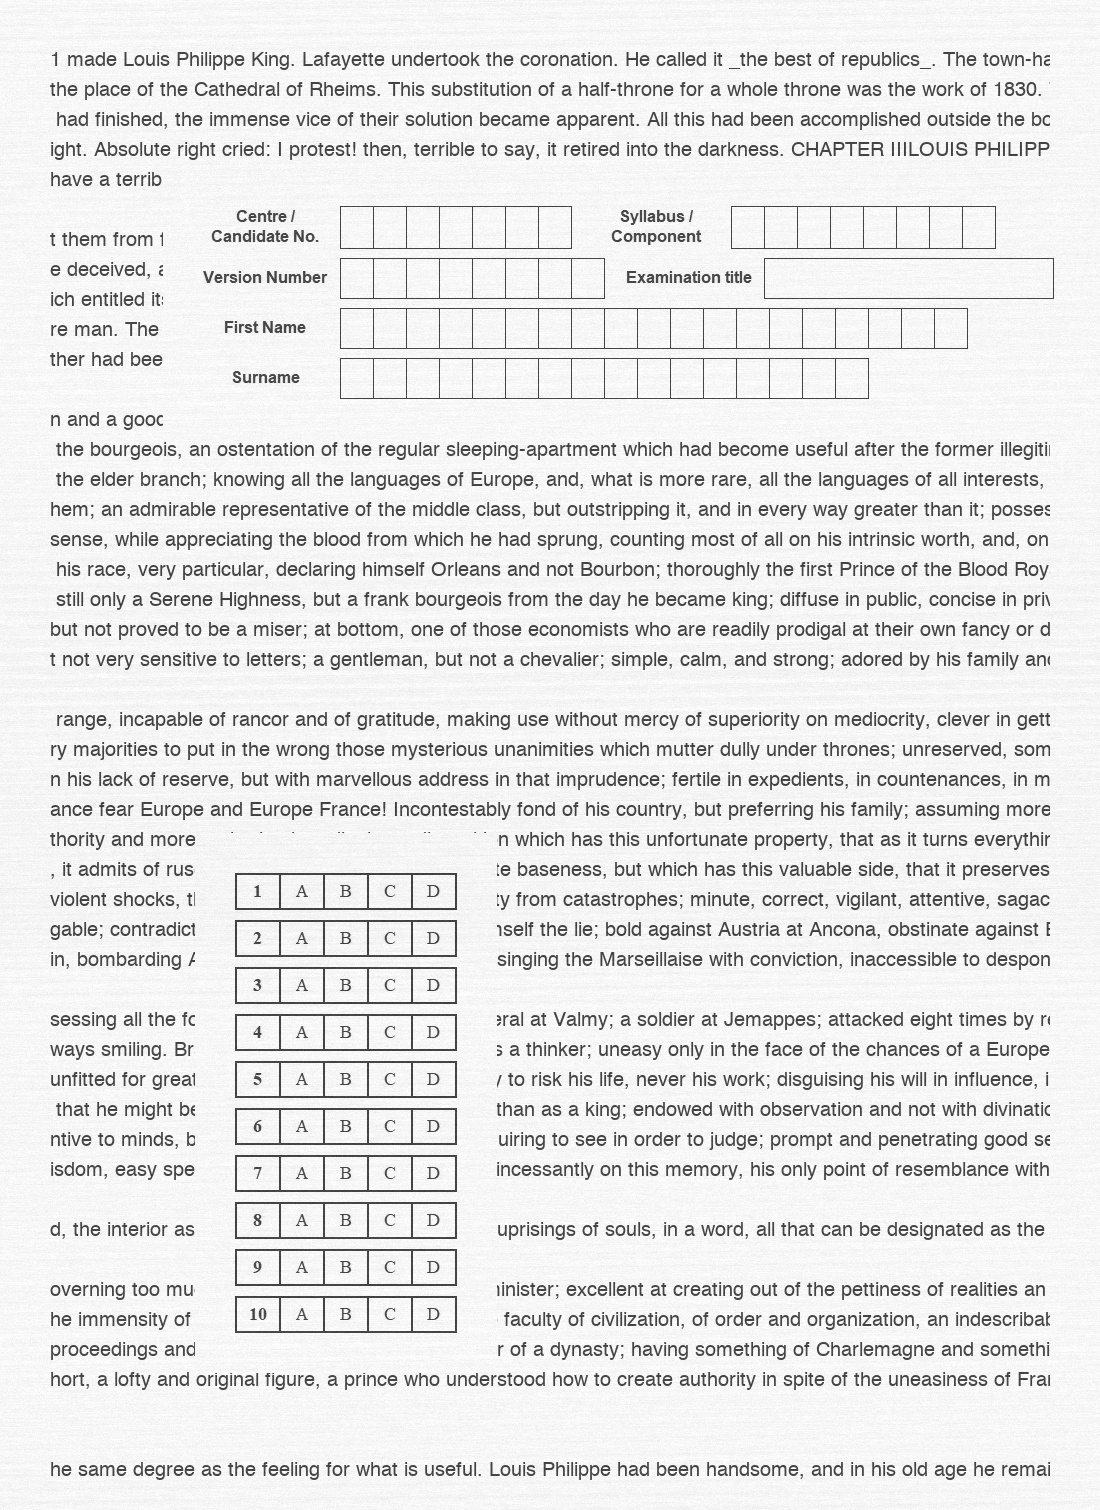 1 made Louis Philippe King. Lafayette undertook the coronation. He called it _the best of republics_. The
the place of the Cathedral of Rheims. This substitution of a half-throne for a whole throne was the work of 1830.
had finished, the immense vice of their solution became apparent. All this had been accomplished outside the
ight. Absolute right cried: I protest! then, terrible to say, it retired into the darkness. CHAPTER IIILOUIS PHILIPP
have a terrib
Centre / Candidate No.
Syllabus / Component
t them from
e deceived,
Version Number Examination title
ich entitled
re man. The
First Name
ther had bee
Surname
n and a good
the bourgeois, an ostentation of the regular sleeping-apartment which had become useful after the former illegiti
the elder branch; knowing all the languages of Europe, and, what is more rare, all the languages of all interests,
hem; an admirable representative of the middle class, but outstripping it, and in every way greater than it; posses
sense, while appreciating the blood from which he had sprung, counting most of all on his intrinsic worth, and, on
his race, very particular, declaring himself Orleans and not Bourbon; thoroughly the first Prince of the Blood Roy
still only a Serene Highness, but a frank bourgeois from the day he became king; diffuse in public, concise in priv
but not proved to be a miser; at bottom, one of those economists who are readily prodigal at their own fancy or d
t not very sensitive to letters; a gentleman, but not a chevalier; simple, calm, and strong; adored by his family and
range, incapable of rancor and of gratitude, making use without mercy of superiority on mediocrity, clever in gett
ry majorities to put in the wrong those mysterious unanimities which mutter dully under thrones; unreserved, som
n his lack of reserve, but with marvellous address in that imprudence; fertile in expedients, in countenances, in m
ance fear Europe and Europe France! Incontestably fond of his country, but preferring his family; assuming more
thority and more n which has this unfortunate property, that as it turns everythin
, it admits of rus te baseness, but which has this valuable side, that it preserves
1 A B C D
violent shocks, ty from catastrophes; minute, correct, vigilant, attentive, sagac
gable; contradict nself the lie; bold against Austria at Ancona, obstinate against
2 A B C D
in, bombarding singing the Marseillaise with conviction, inaccessible to despon
3 A B C D
sessing all the eral at Valmy; a soldier at Jemappes; attacked eight times by
4 A B C D
ways smiling. Br s a thinker; uneasy only in the face of the chances of a Europe
unfitted for great y to risk his life, never his work; disguising his will in influence,
5 A B C D
that he might be than as a king; endowed with observation and not with divinatio
6 A B C D
ntive to minds, b uiring to see in order to judge; prompt and penetrating good se
isdom, easy spe incessantly on this memory, his only point of resemblance with
7 A B C D
8 A B C D
d, the interior as uprisings of souls, in a word, all that can be designated as the
9 A B C D
overning too mu inister; excellent at creating out of the pettiness of realities an
10 A B C D
he immensity of faculty of civilization, of order and organization, an indescribab
proceedings and r of a dynasty; having something of Charlemagne and somethi
hort, a lofty and original figure, a prince who understood how to create authority in spite of the uneasiness of Fran
he same degree as the feeling for what is useful. Louis Philippe had been handsome, and in his old age he remai